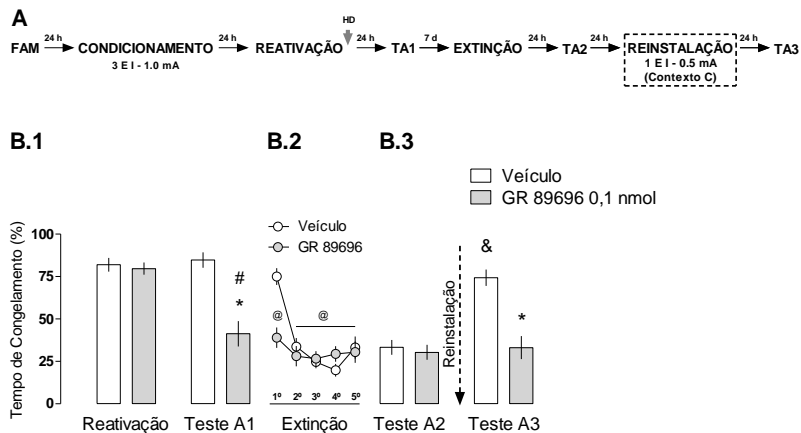 A
HD
24 h 24 h 24 h 7 d 24 h 24 h 24 h
FAM CONDICIONAMENTO REATIVAÇÃO TA1 EXTINÇÃO TA2 REINSTALAÇÃO TA3
3 E I - 1.0 mA 1 E I - 0.5 mA
(Contexto C)
B.1 B.2 B.3
Veículo
GR 89696 0,1 nmol
Veículo
GR 89696
Tempo de Congelamento (%)
100
75
50
25
0
#
*
@ @
&
*
Reinstalação
1º 2º 3º 4º 5º
Reativação Teste A1 Extinção Teste A2 Teste A3